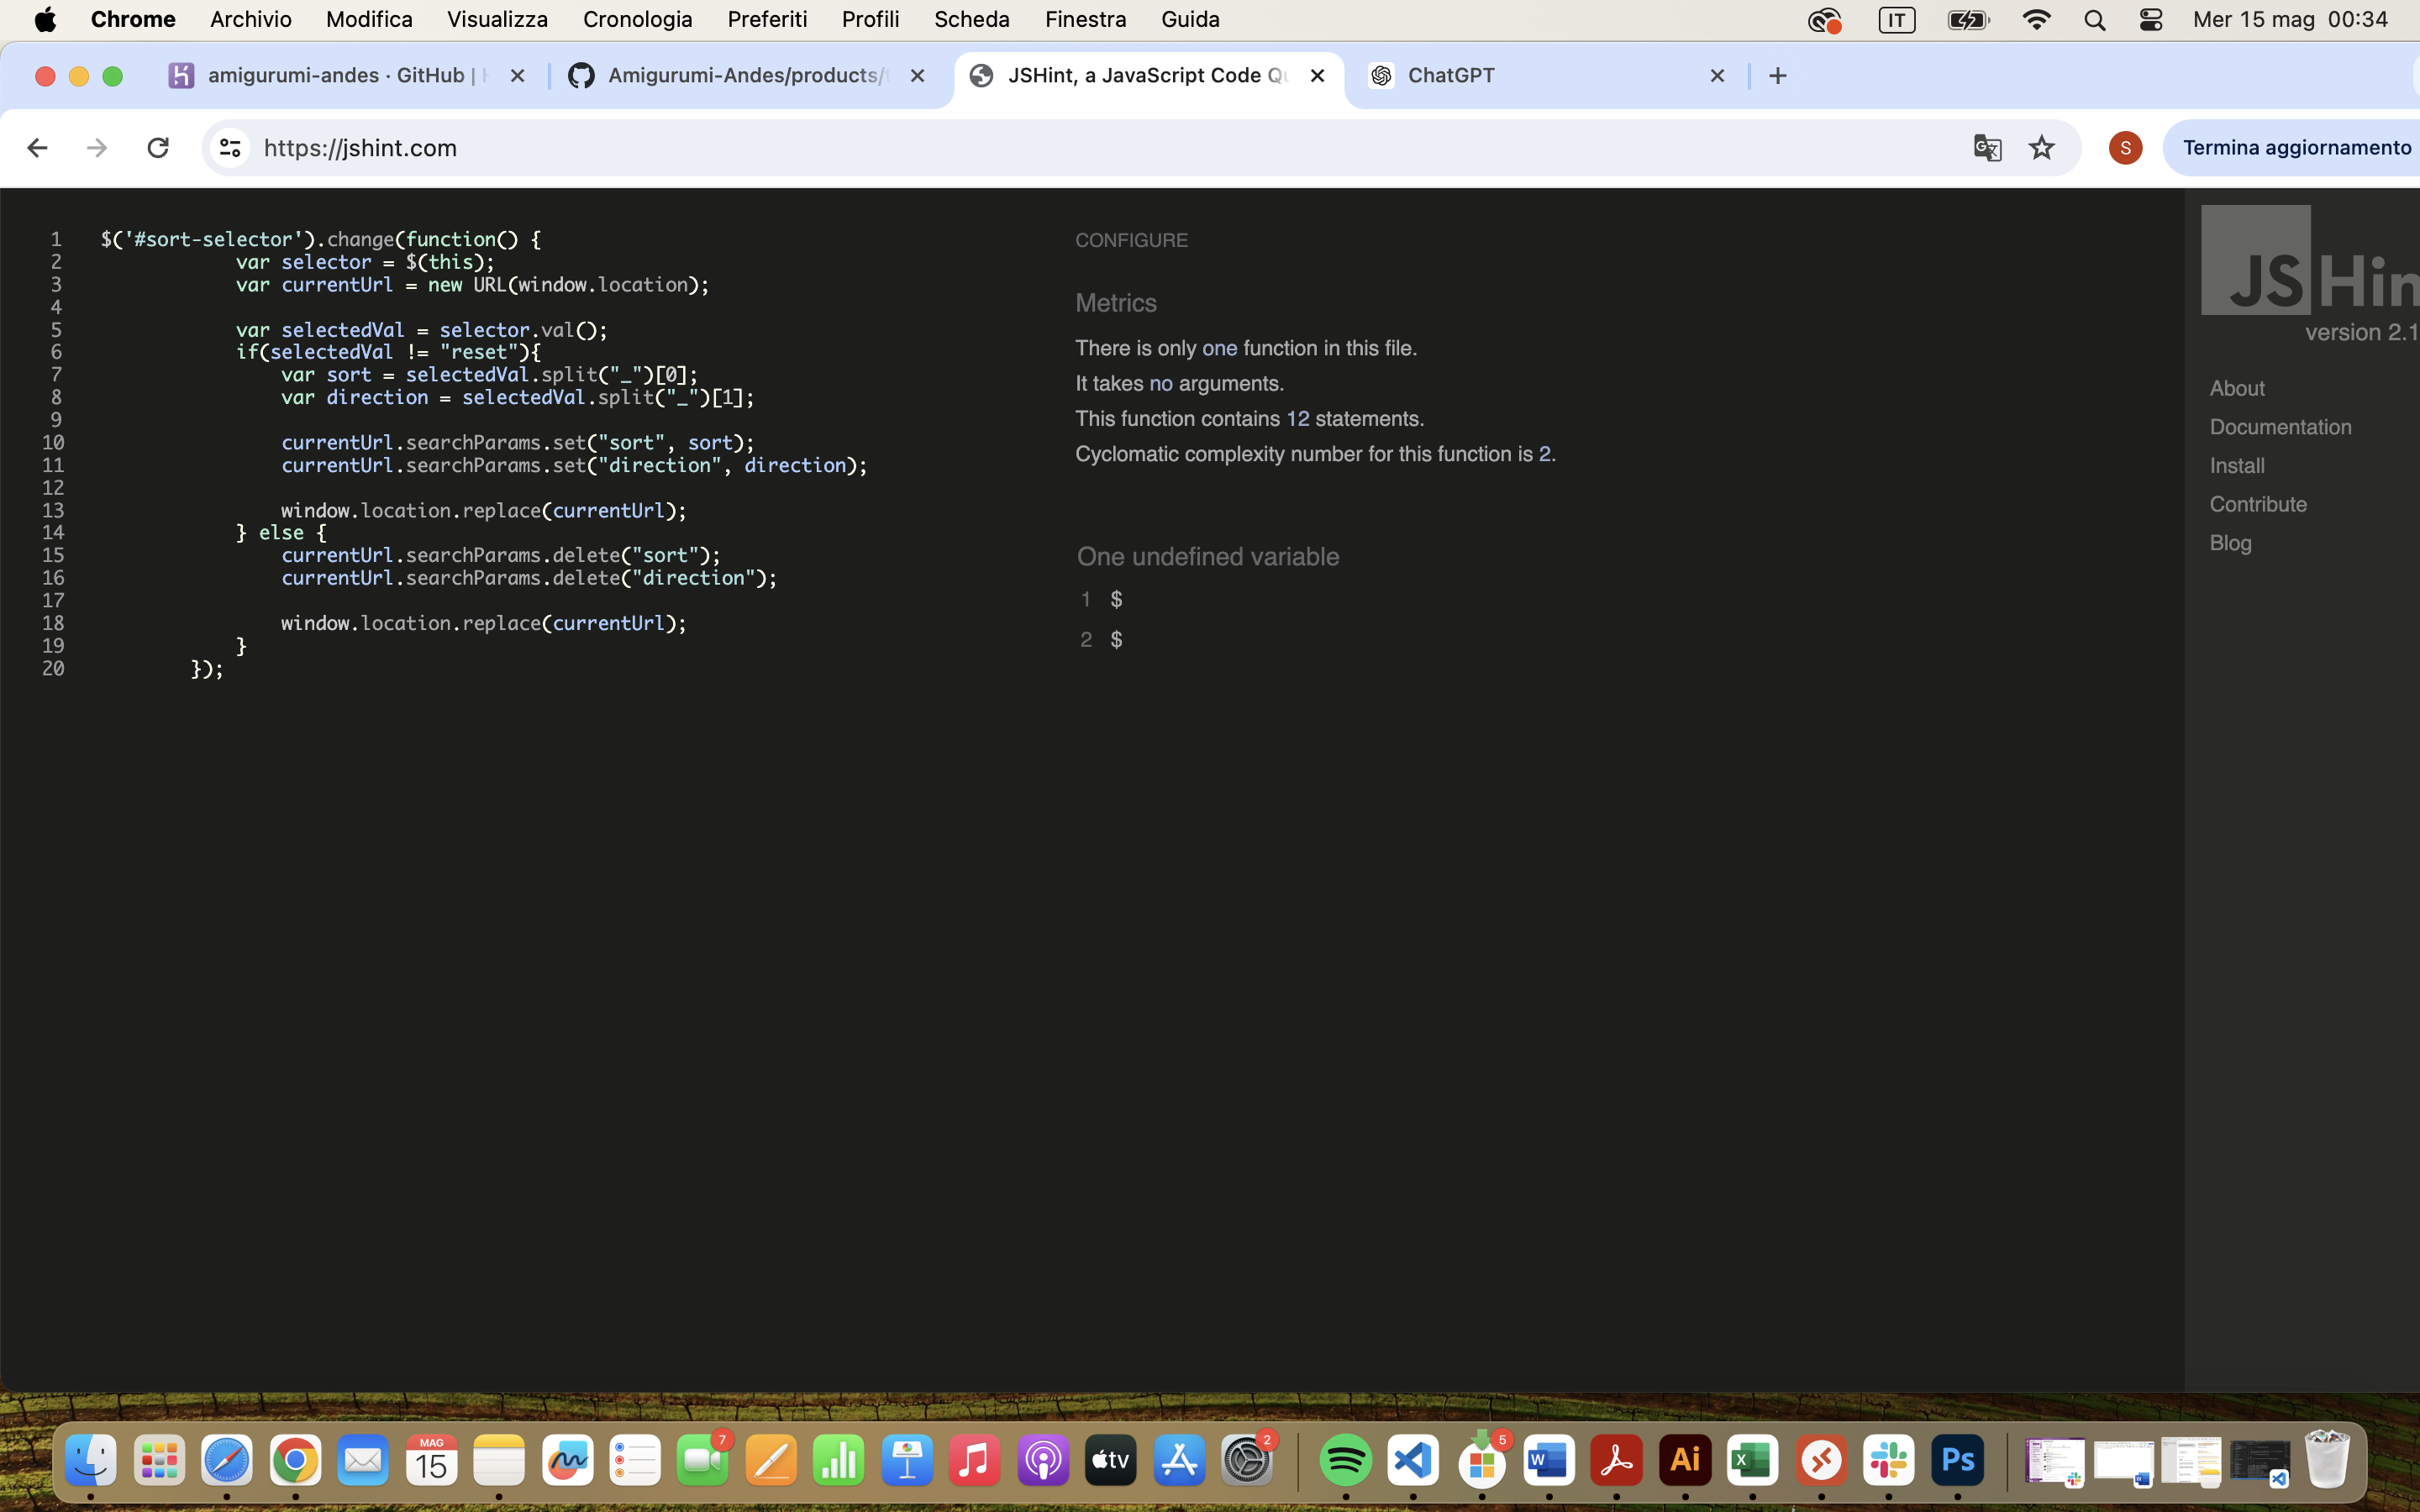 Chrome Archivio Modifica Visualizza Cronologia Preferiti Profili Scheda Finestra Guida IT Mer 15 mag 00:34
amigurumi-andes · GitHub | Amigurumi-Andes/products/ JSHint, a JavaScript Code ChatGPT
https://jshint.com S Termina aggiornamento
1 $('#sort-selector').change(function() {
2 var selector = $(this);
3 var currentUrl = new URL(window.location);
4
5 var selectedVal = selector.val();
6 if(selectedVal != "reset"){
7 var sort = selectedVal.split("_")[0];
8 var direction = selectedVal.split("_")[1];
9
10 currentUrl.searchParams.set("sort", sort);
11 currentUrl.searchParams.set("direction", direction);
12
13 window.location.replace(currentUrl);
14 } else {
15 currentUrl.searchParams.delete("sort");
16 currentUrl.searchParams.delete("direction");
17
18 window.location.replace(currentUrl);
19 }
20 });
CONFIGURE
Metrics
There is only one function in this file.
It takes no arguments.
This function contains 12 statements.
Cyclomatic complexity number for this function is 2.
One undefined variable
1 $
2 $
JS Hin
version 2.1
About
Documentation
Install
Contribute
Blog
MAG
15
7
tv
2
5
W
Ai
X
Ps